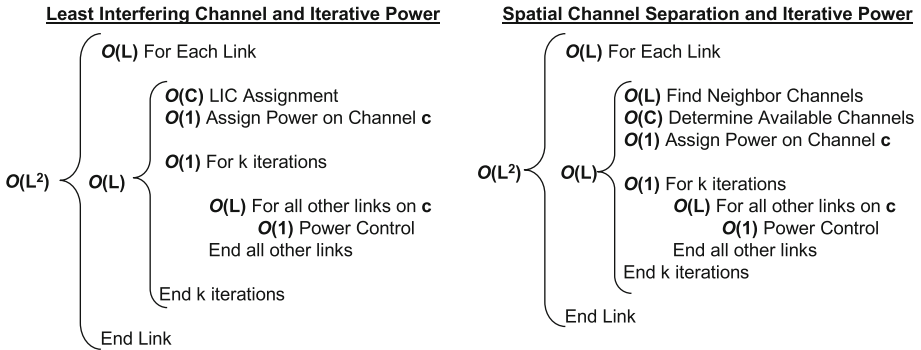 Least Interfering Channel and Iterative Power
O(L) For Each Link
O(C) LIC Assignment
O(1) Assign Power on Channel c
O(1) For k iterations
O(L²)
O(L)
O(L) For all other links on c
O(1) Power Control
End all other links
End k iterations
End Link
Spatial Channel Separation and Iterative Power
O(L) For Each Link
O(L) Find Neighbor Channels
O(C) Determine Available Channels
O(1) Assign Power on Channel c
O(L²)
O(L)
O(1) For k iterations
O(L) For all other links on c
O(1) Power Control
End all other links
End k iterations
End Link